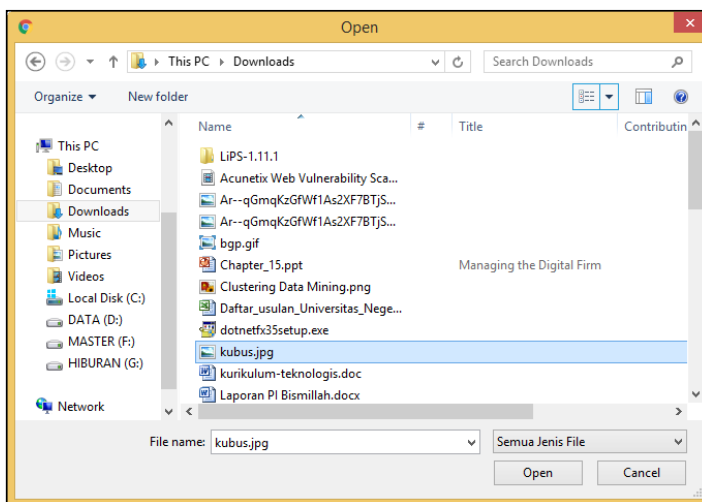 Open
This PC Downloads
Search Downloads
Organize New folder
Name # Title Contributin
This PC
Desktop
Documents
Downloads
Music
Pictures
Videos
Local Disk (C:)
DATA (D:)
MASTER (F:)
HIBURAN (G:)
Network
LiPS-1.11.1
Acunetix Web Vulnerability Sca...
Ar--qGmqKzGfWf1As2XF7BTjS...
Ar--qGmqKzGfWf1As2XF7BTjS...
bgp.gif
Chapter_15.ppt Managing the Digital Firm
Clustering Data Mining.png
Daftar_usulan_Universitas_Nege...
dotnetfx35setup.exe
kubus.jpg
kurikulum-teknologis.doc
Laporan PI Bismillah.docx
File name: kubus.jpg Semua Jenis File
Open Cancel